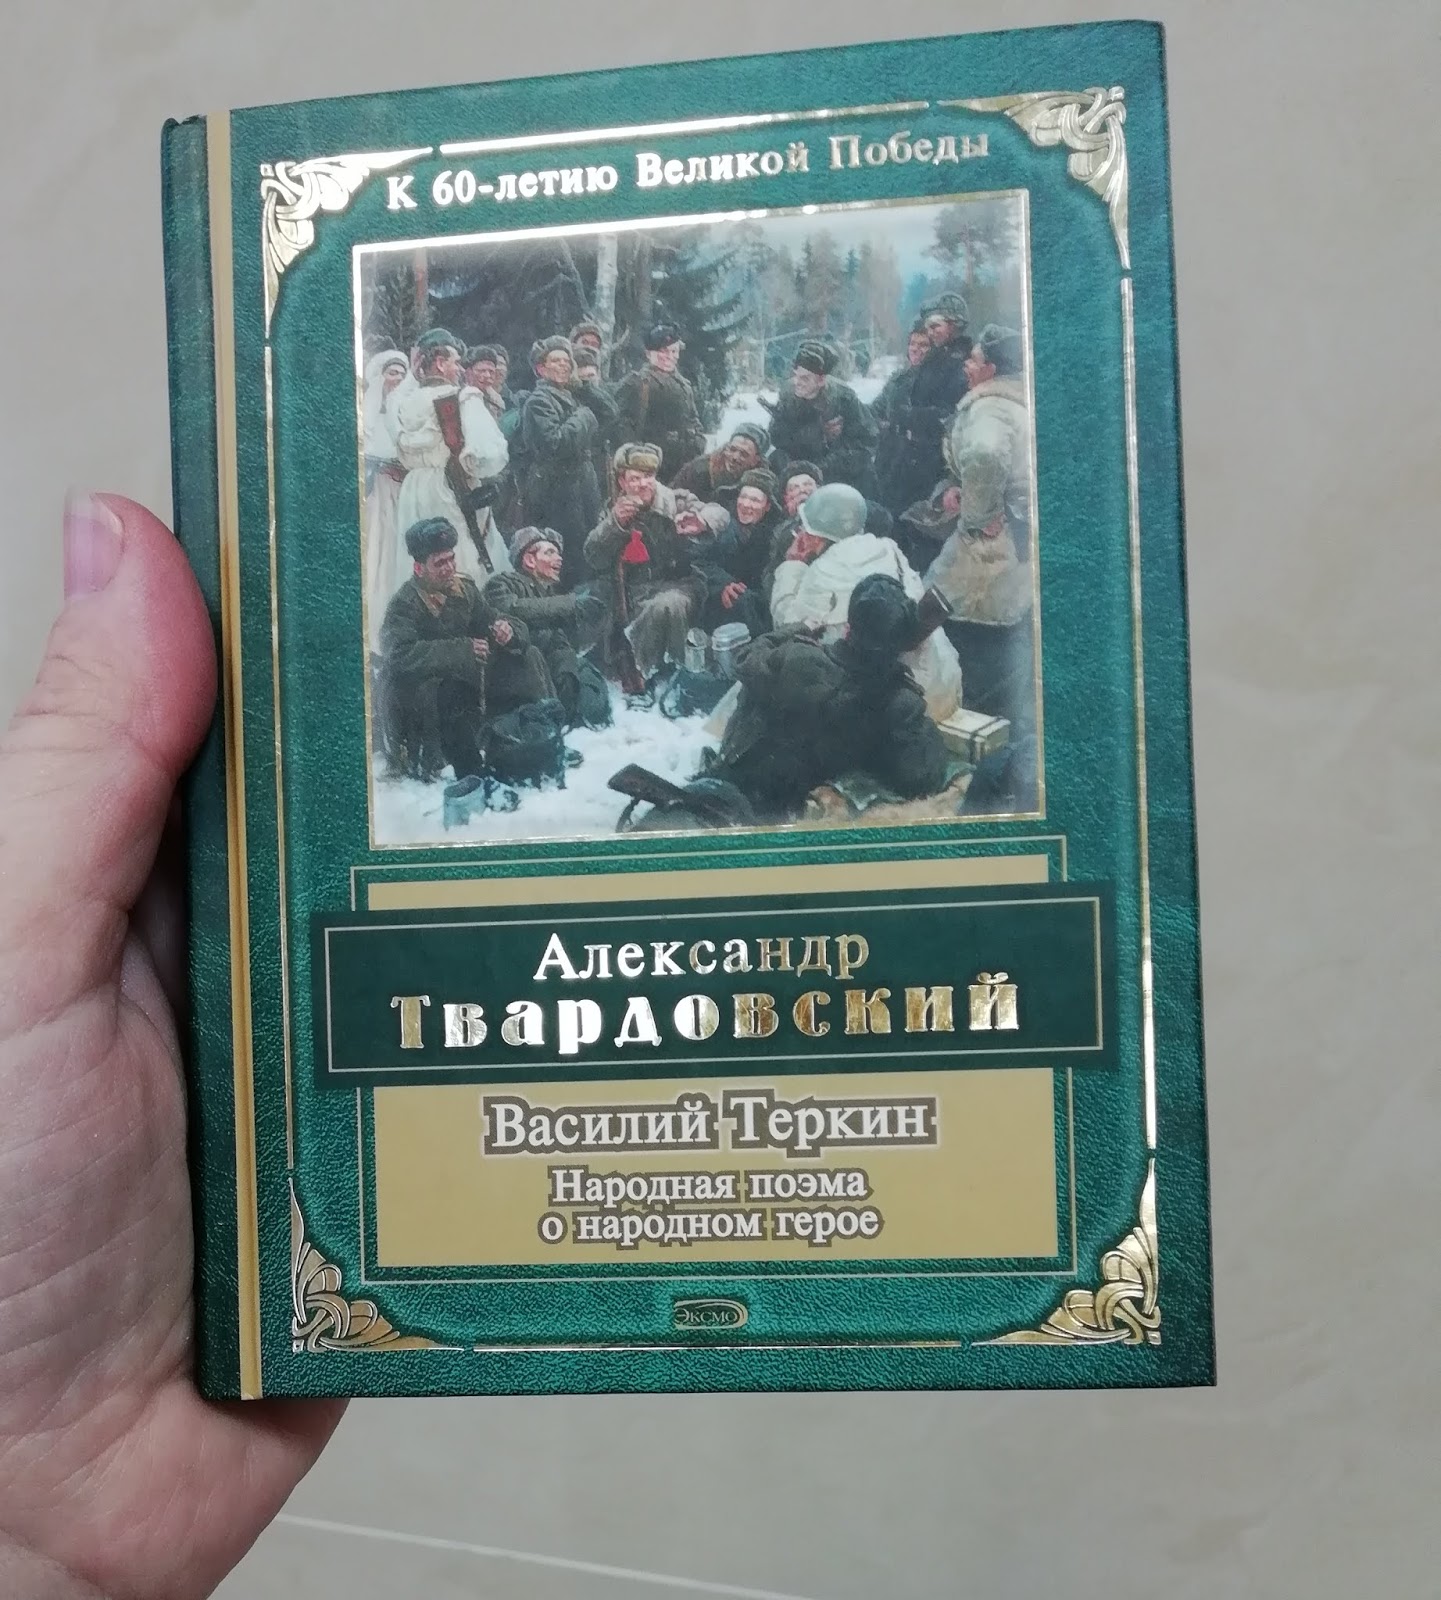 К 60-летию Великой Победы
Александр
Твардовский
Василий Теркин
Народная поэма
о народном герое
ЭКСМО